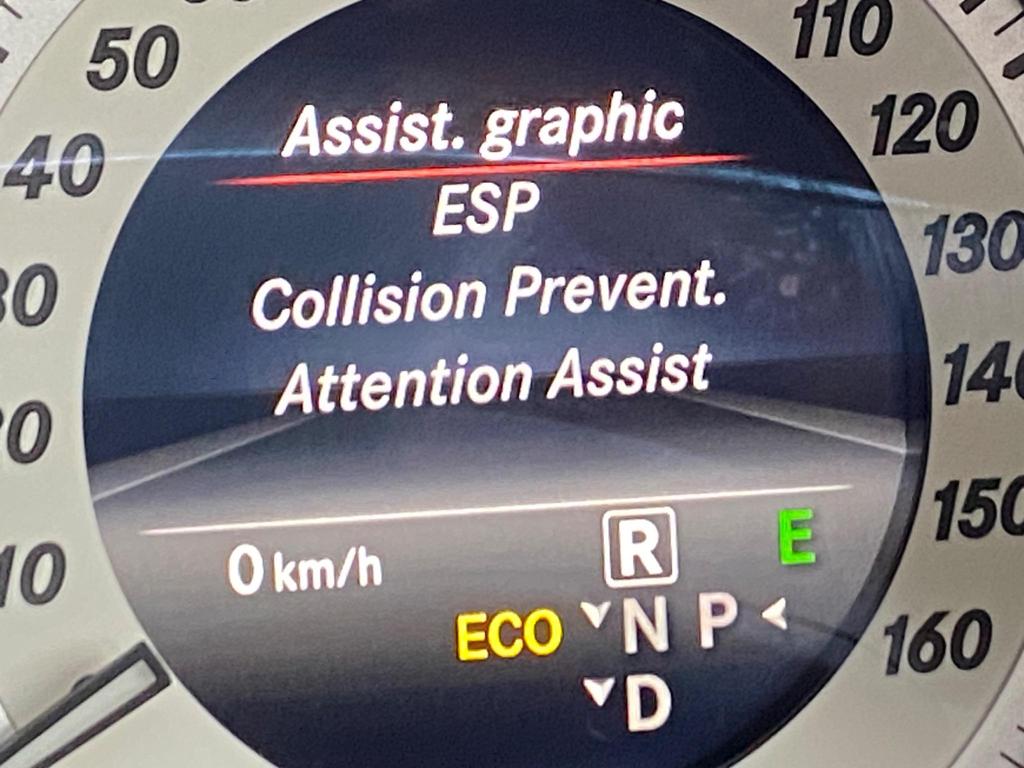 50
40
10
110
120
130
140
150
160
Assist. graphic
ESP
Collision Prevent.
Attention Assist
0 km/h
R E
ECO N P
D